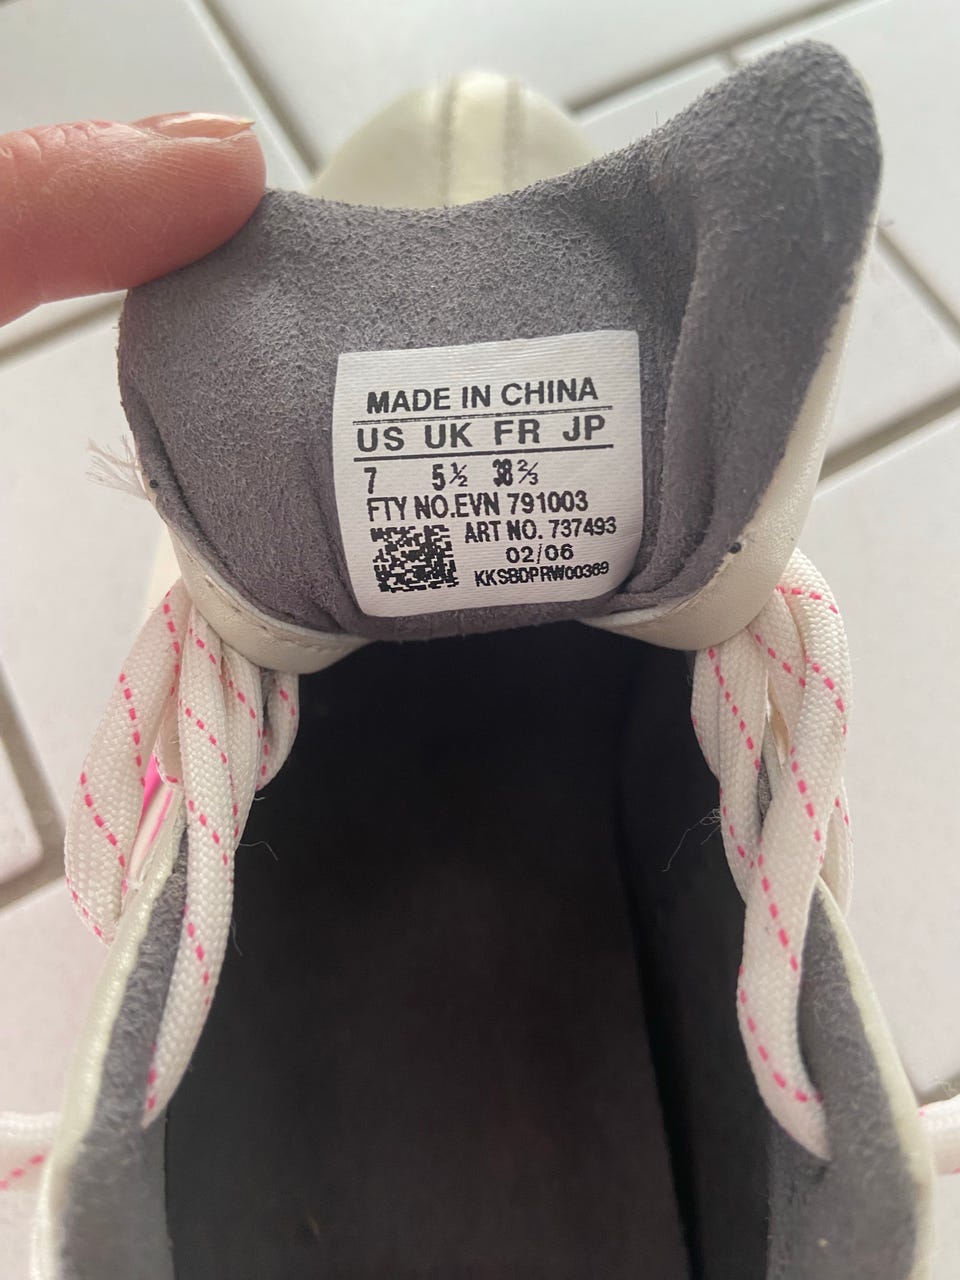 MADE IN CHINA
US UK FR JP
7 5½ 38⅔
FTY NO.EVN 791003
ART NO. 737493
02/06
KKSBDPRW00369